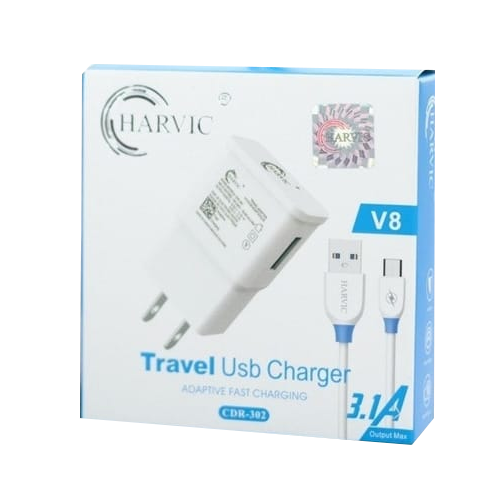 HARVIC
®
HARVIC
V8
HARVIC
Travel Usb Charger
ADAPTIVE FAST CHARGING
CDR-302
3.1A
Output Max